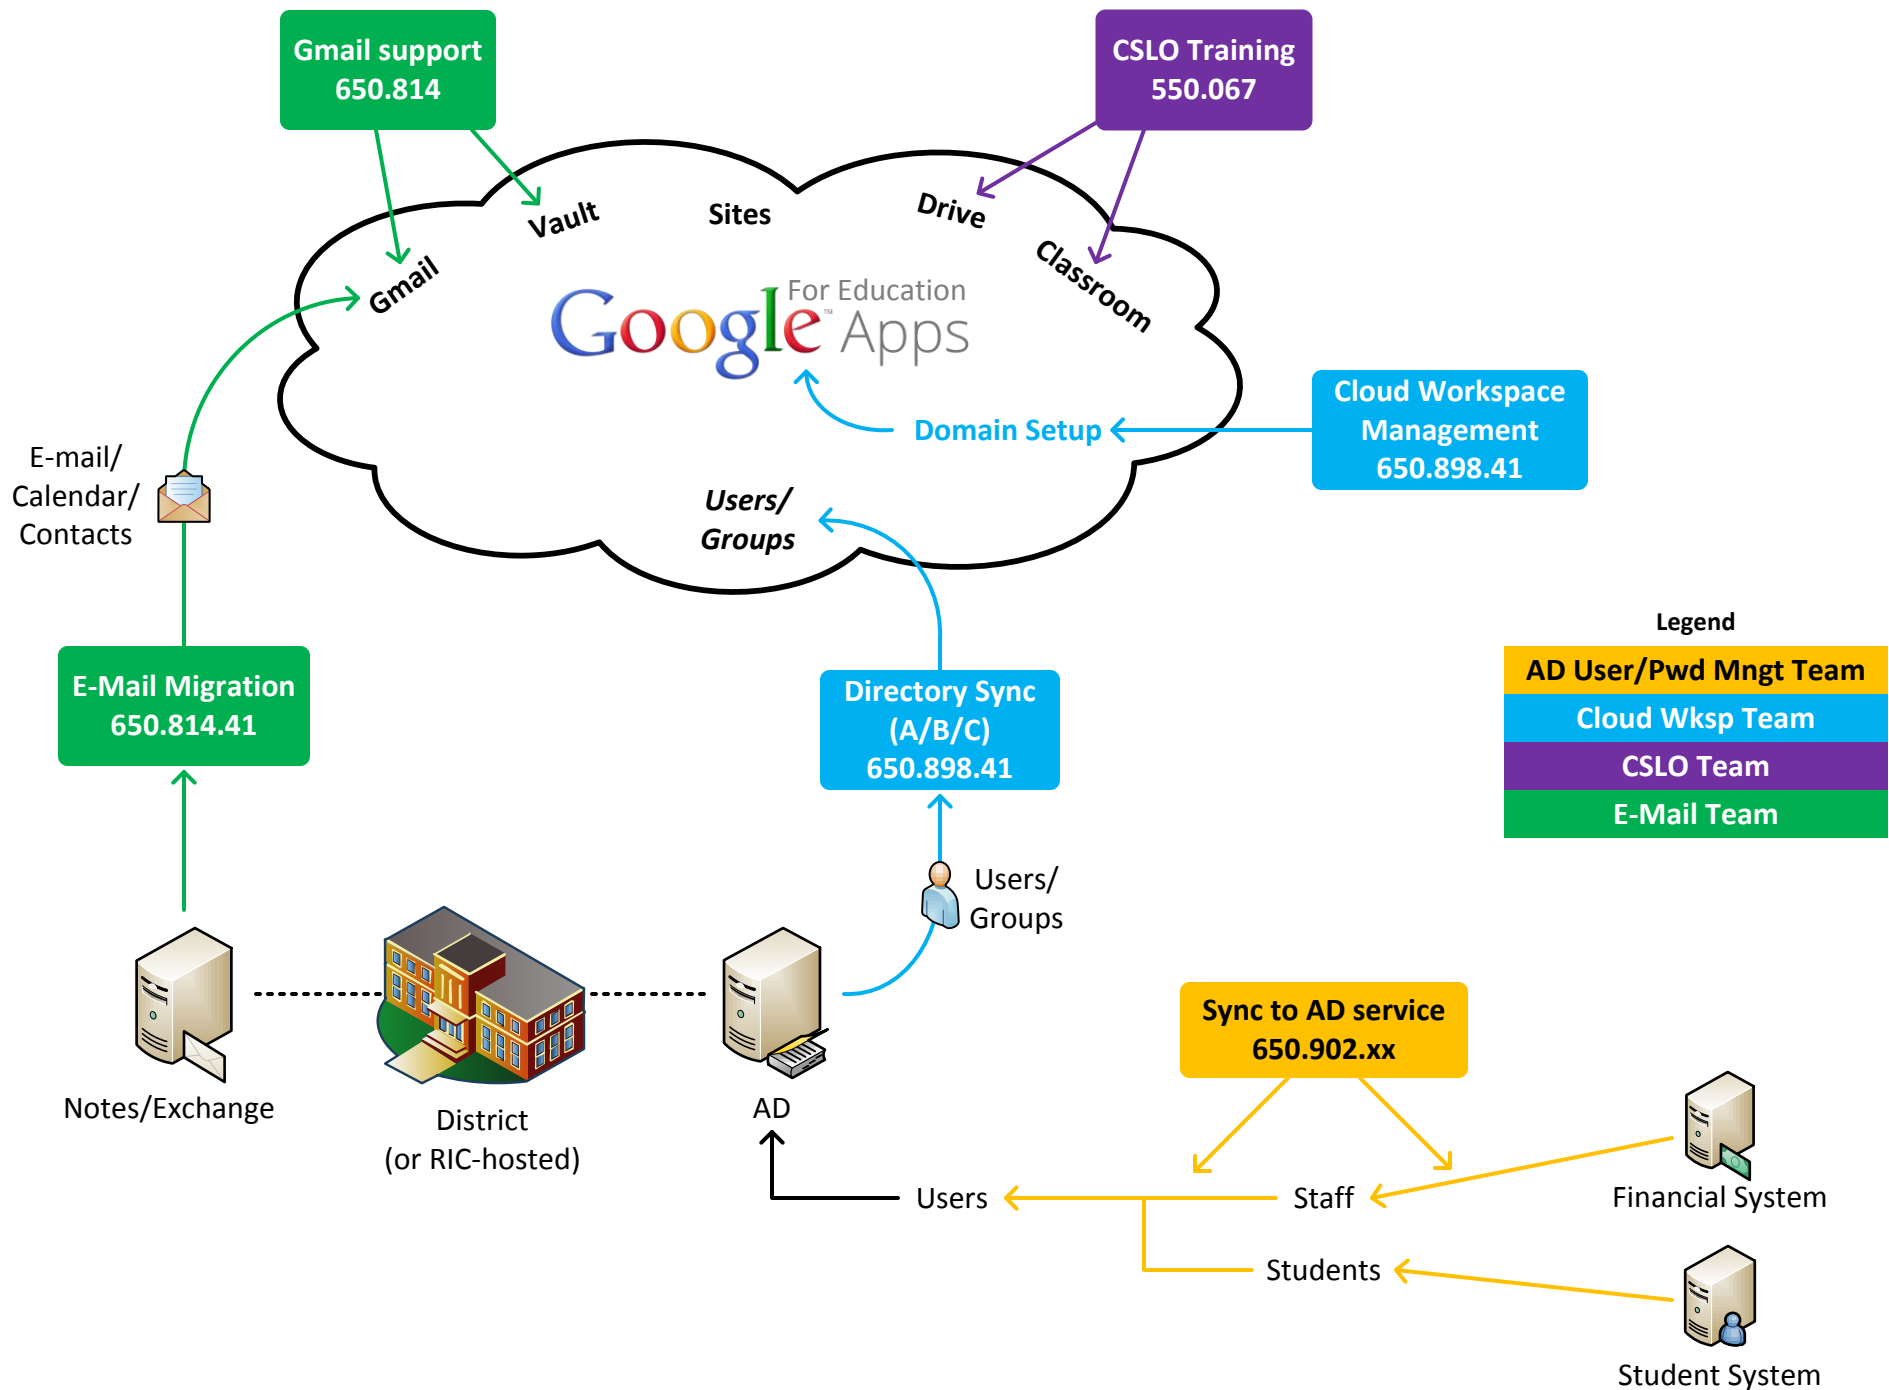 Gmail support
650.814
CSLO Training
550.067
Vault
Sites
Drive
Gmail
Classroom
For Education
Google™ Apps
Domain Setup
Cloud Workspace
Management
650.898.41
E-mail/
Calendar/
Contacts
Users/
Groups
Legend
AD User/Pwd Mngt Team
Cloud Wksp Team
CSLO Team
E-Mail Team
E-Mail Migration
650.814.41
Directory Sync
(A/B/C)
650.898.41
Users/
Groups
Sync to AD service
650.902.xx
Notes/Exchange
District
(or RIC-hosted)
AD
Users
Staff
Financial System
Students
Student System